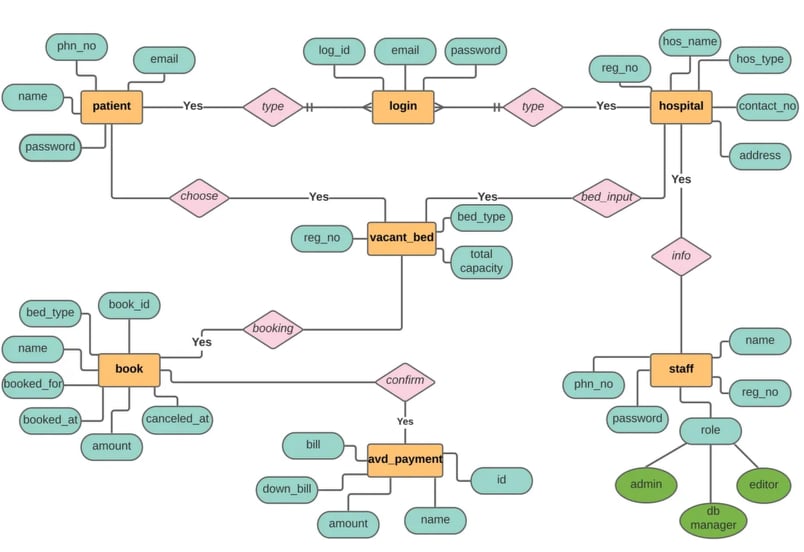 hos_name
phn_no
log_id
email
password
email
hos_type
reg_no
name
patient
Yes
type
login
type
Yes
hospital
contact_no
password
address
Yes
choose
Yes
Yes
bed_input
bed_type
reg_no
vacant_bed
total
capacity
info
book_id
bed_type
booking
Yes
name
name
book
confirm
staff
booked_for
phn_no
reg_no
booked_at
canceled_at
password
Yes
role
amount
bill
avd_payment
down_bill
id
admin
editor
amount
name
db
manager